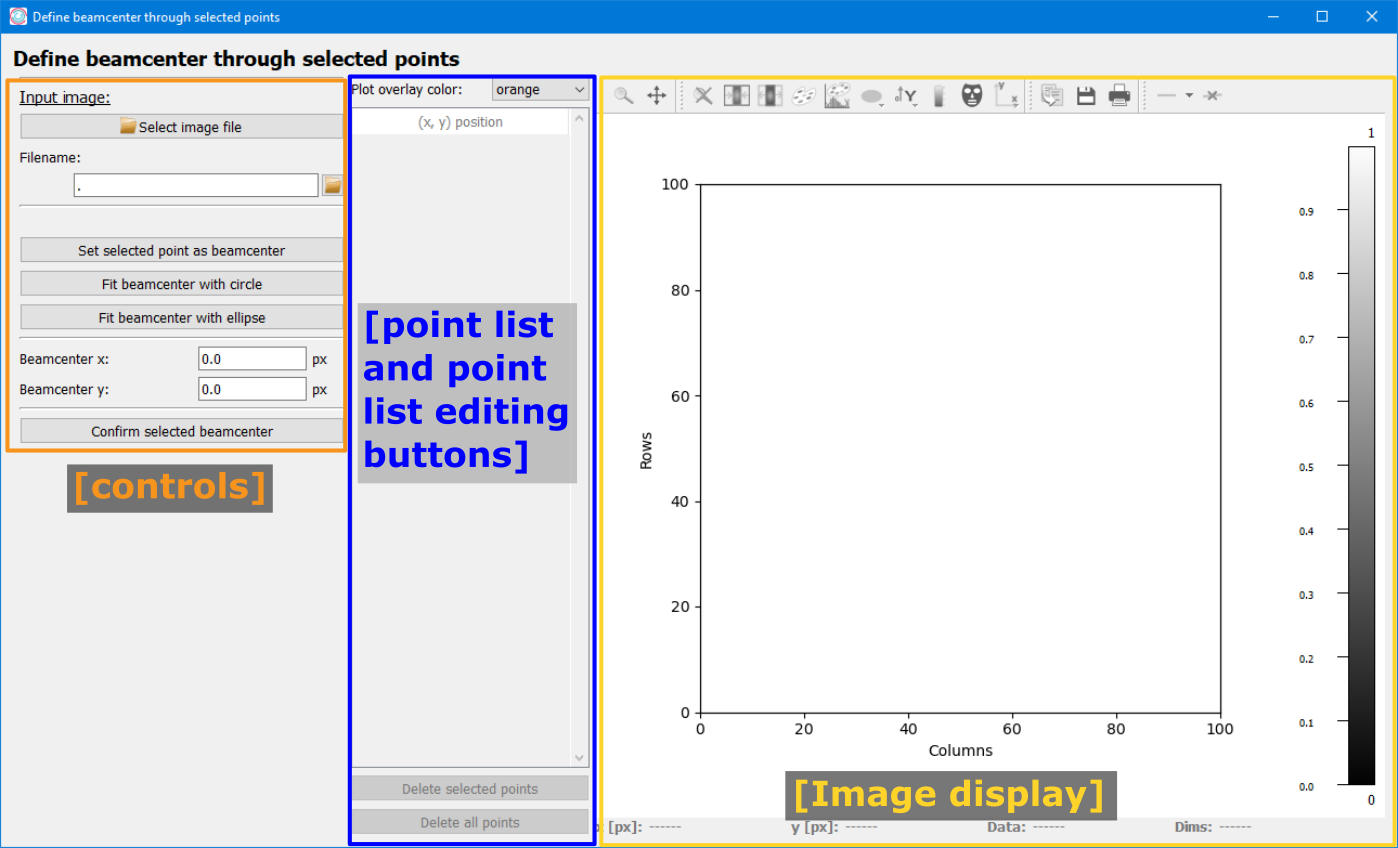 Define beamcenter through selected points
Define beamcenter through selected points
Input image:
Select image file
Filename:
.
Set selected point as beamcenter
Fit beamcenter with circle
Fit beamcenter with ellipse
Beamcenter x: 0.0 px
Beamcenter y: 0.0 px
Confirm selected beamcenter
[controls]
Plot overlay color: orange
(x, y) position
[point list
and point
list editing
buttons]
Delete selected points
Delete all points
100
80
60
40
20
0
Rows
0 20 40 60 80 100
Columns
1
0.9
0.8
0.7
0.6
0.5
0.4
0.3
0.2
0.1
0.0
0
[Image display]
[px]: ------ y [px]: ------ Data: ------ Dims: ------